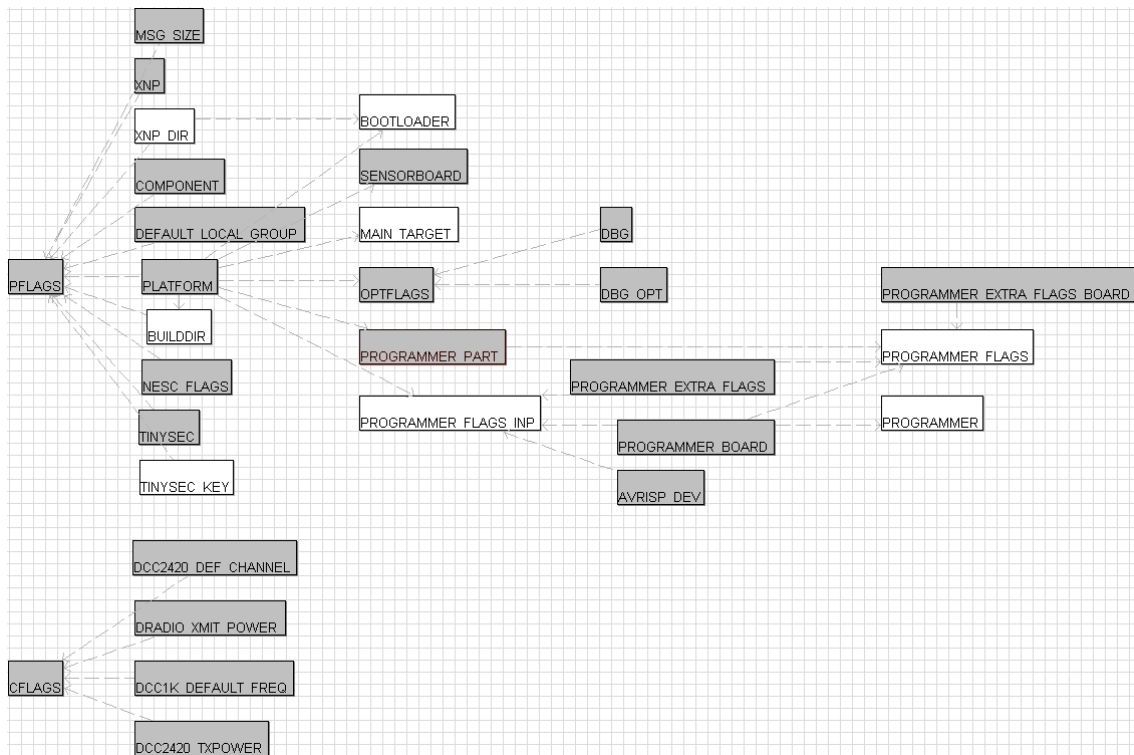 MSG SIZE
XNP
XNP DIR
BOOTLOADER
COMPONENT
SENSORBOARD
DEFAULT LOCAL GROUP
MAIN TARGET
DBG
PFLAGS
PLATFORM
OPTFLAGS
DBG OPT
PROGRAMMER EXTRA FLAGS BOARD
BUILDDIR
PROGRAMMER PART
PROGRAMMER FLAGS
NESC FLAGS
PROGRAMMER EXTRA FLAGS
TINYSEC
PROGRAMMER FLAGS INP
PROGRAMMER BOARD
PROGRAMMER
TINYSEC KEY
AVRISP DEV
DCC2420 DEF CHANNEL
DRADIO XMIT POWER
CFLAGS
DCC1K DEFAULT FREQ
DCC2420 TXPOWER